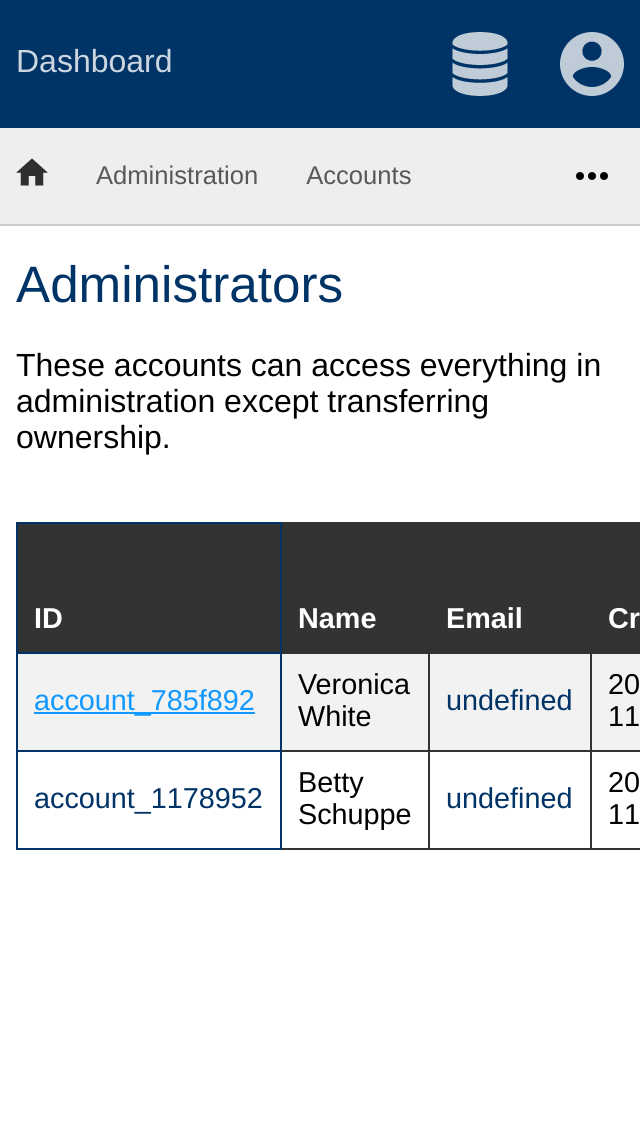 Dashboard
Administration Accounts
Administrators
These accounts can access everything in
administration except transferring
ownership.
ID Name Email Cr
account_785f892 Veronica White undefined 20 11
account_1178952 Betty Schuppe undefined 20 11